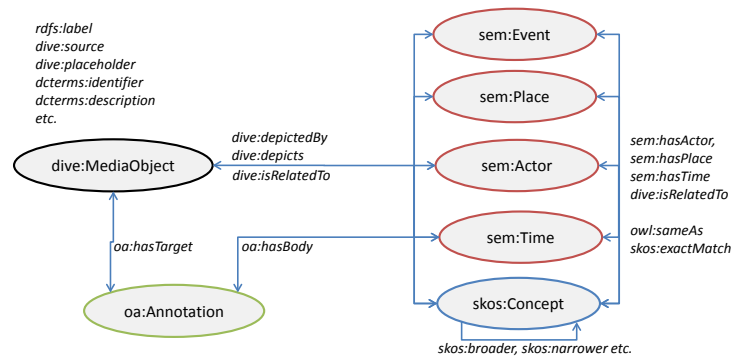 rdfs:label
dive:source
dive:placeholder
dcterms:identifier
dcterms:description
etc.
dive:MediaObject
dive:depictedBy
dive:depicts
dive:isRelatedTo
oa:hasTarget
oa:hasBody
oa:Annotation
sem:Event
sem:Place
sem:Actor
sem:Time
skos:Concept
sem:hasActor,
sem:hasPlace
sem:hasTime
dive:isRelatedTo
owl:sameAs
skos:exactMatch
skos:broader, skos:narrower etc.